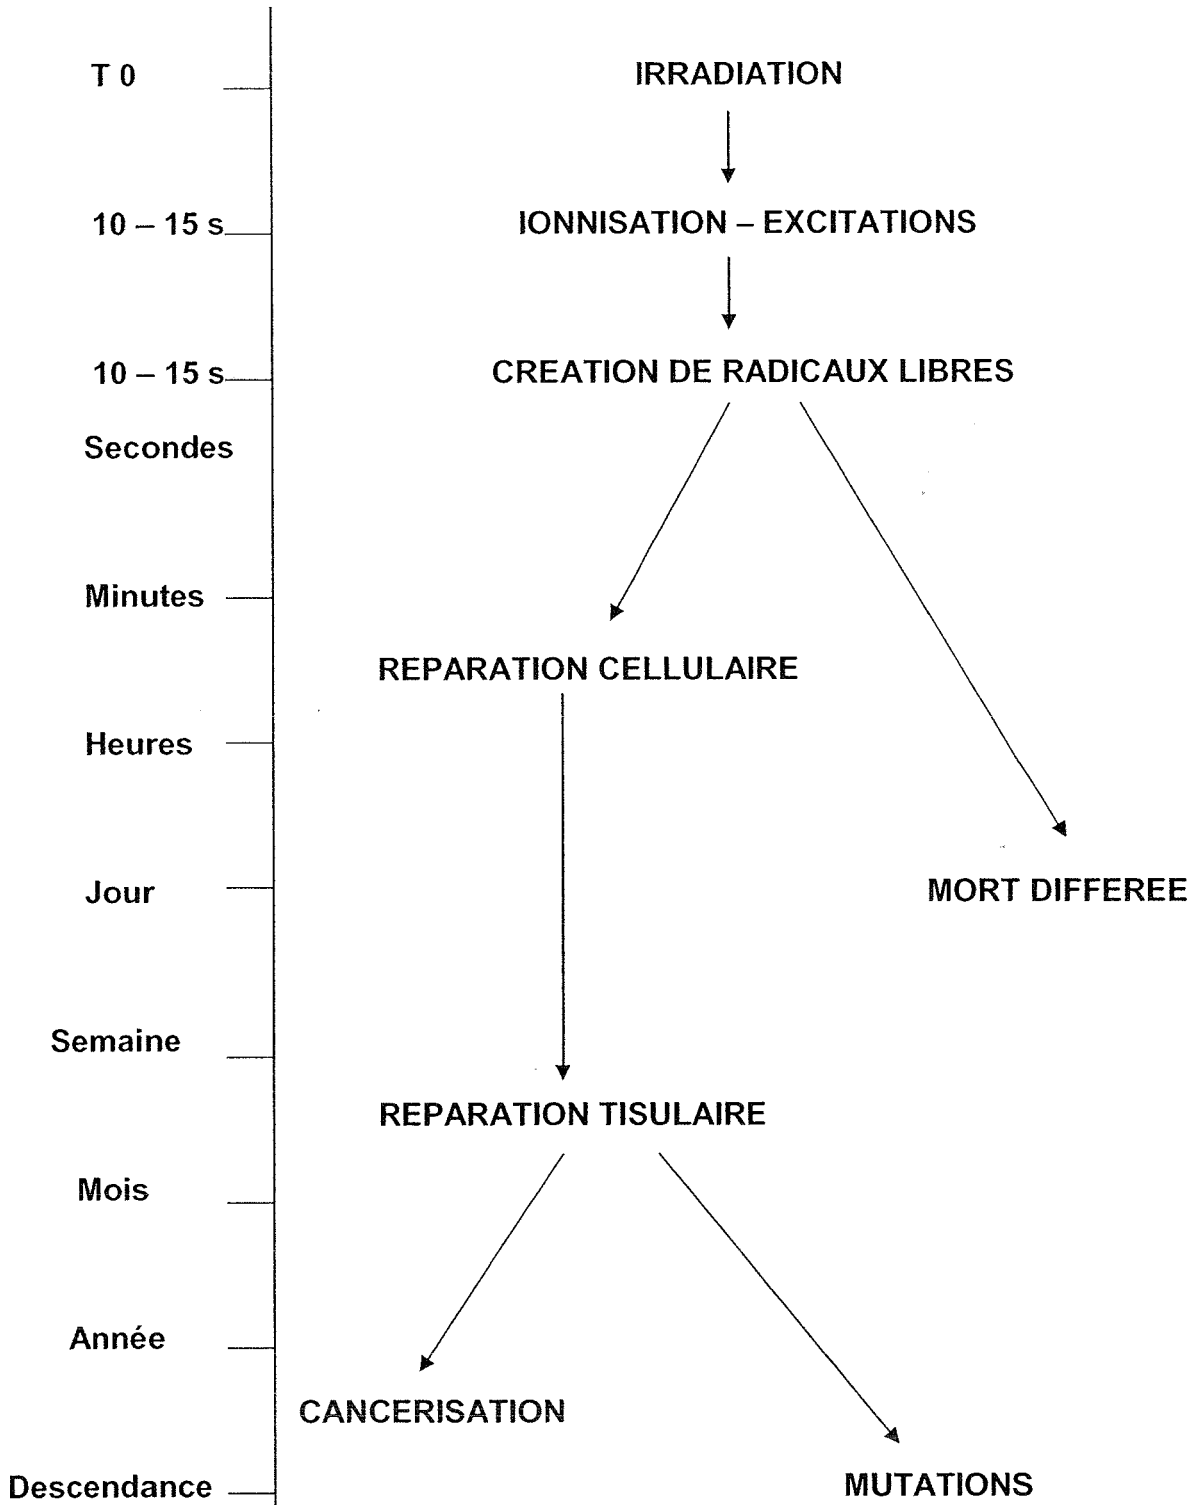 T 0
IRRADIATION
10 – 15 s
IONNISATION – EXCITATIONS
10 – 15 s
CREATION DE RADICAUX LIBRES
Secondes
Minutes
REPARATION CELLULAIRE
Heures
Jour
MORT DIFFEREE
Semaine
REPARATION TISULAIRE
Mois
Année
CANCERISATION
Descendance
MUTATIONS